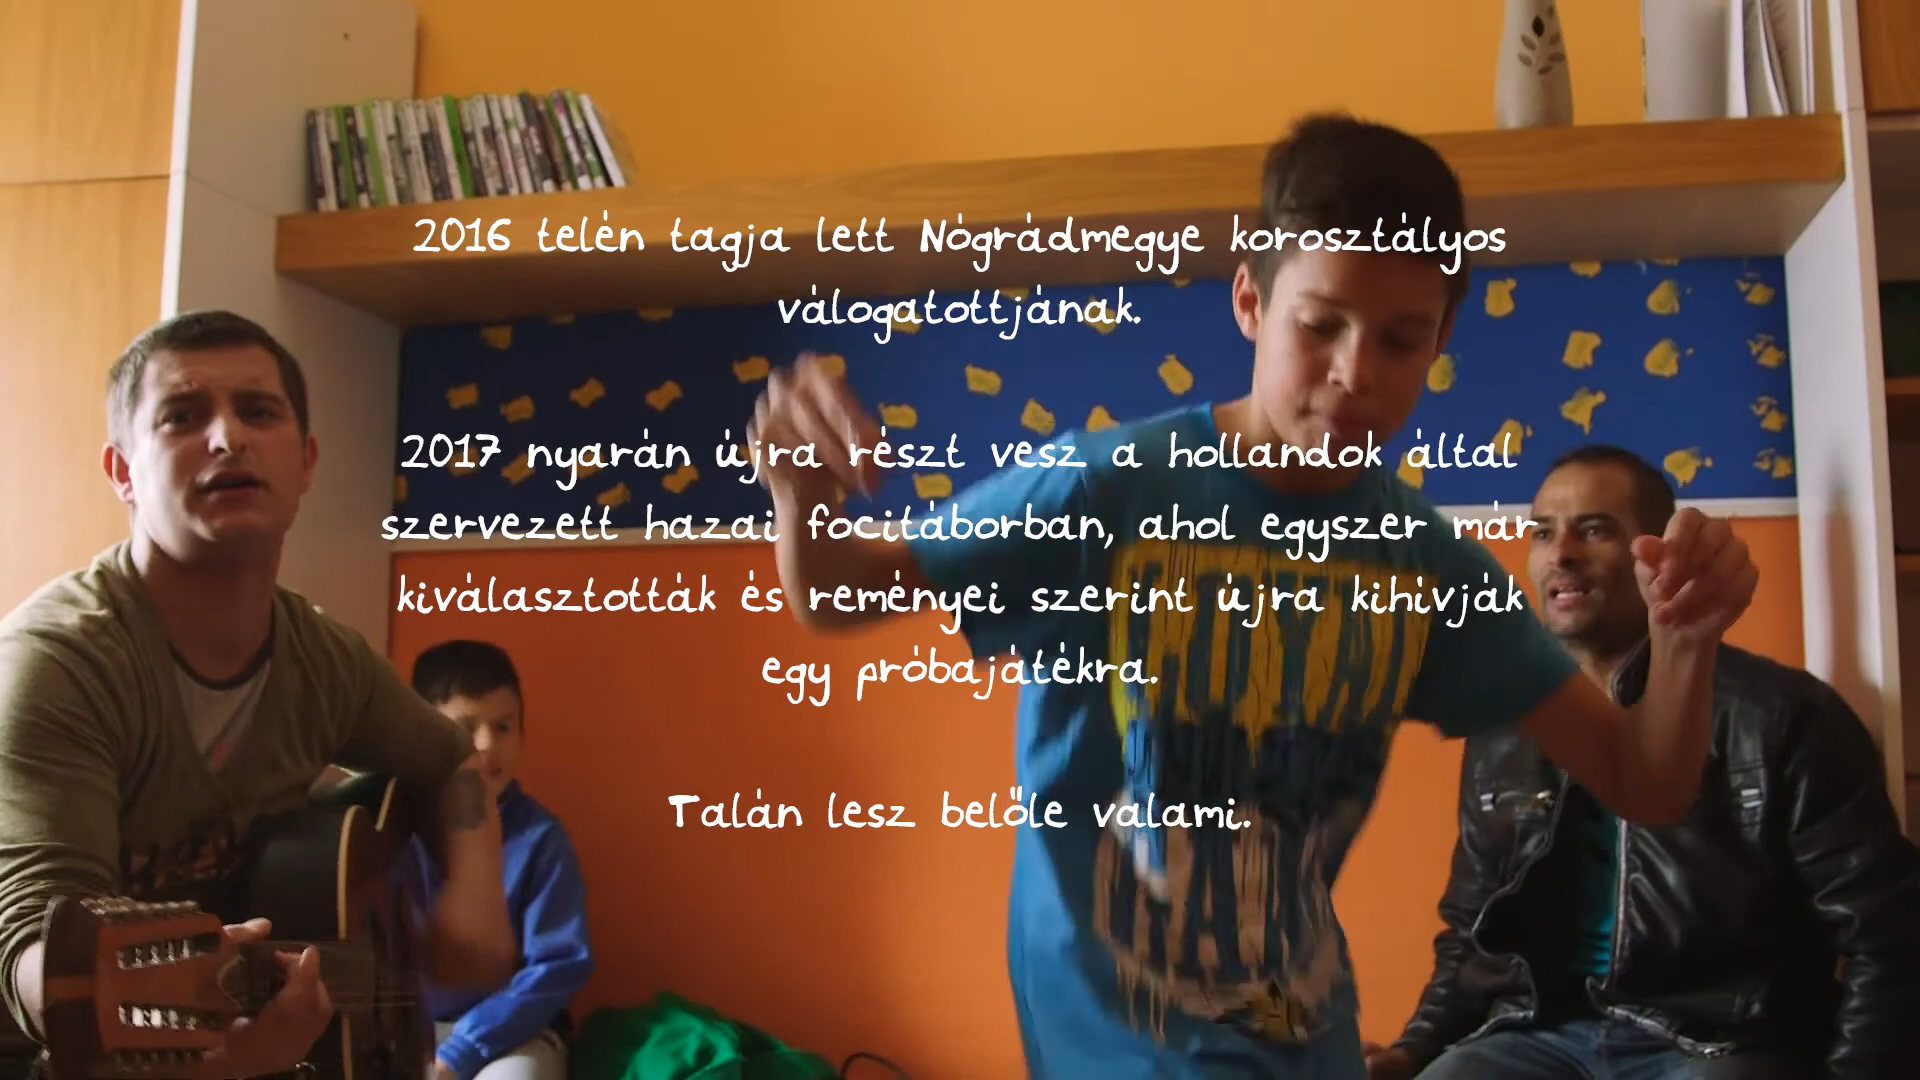 2016 telén tagja lett Nógrádmegye korosztályos
válogatottjának.
2017 nyarán újra részt vesz a hollandok által
szervezett hazai focitáborban, ahol egyszer már
kiválasztották és reményei szerint újra kihívják
egy próbajátékra.
Talán lesz belőle valami.